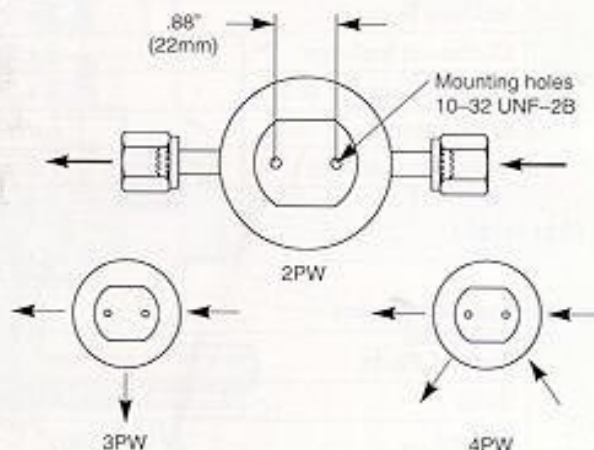 .88"
(22mm)
Mounting holes
10–32 UNF–2B
2PW
3PW
4PW